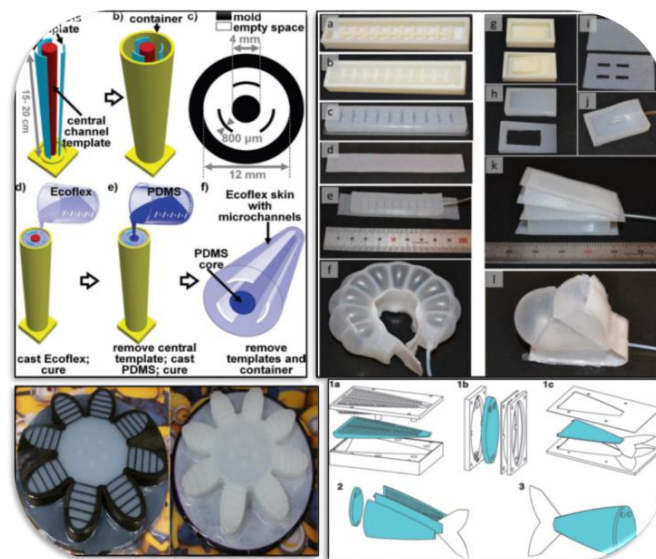 b)
container
c)
mold
empty space
4 mm
15- 20 cm
central
channel
template
800 µm
12 mm
d)
Ecoflex
e)
PDMS
f)
Ecoflex skin
with
microchannels
PDMS
core
cast Ecoflex;
cure
remove central
template; cast
PDMS; cure
remove
templates and
container
a
b
c
d
e
f
g
h
i
j
k
l
1a
1b
1c
2
3